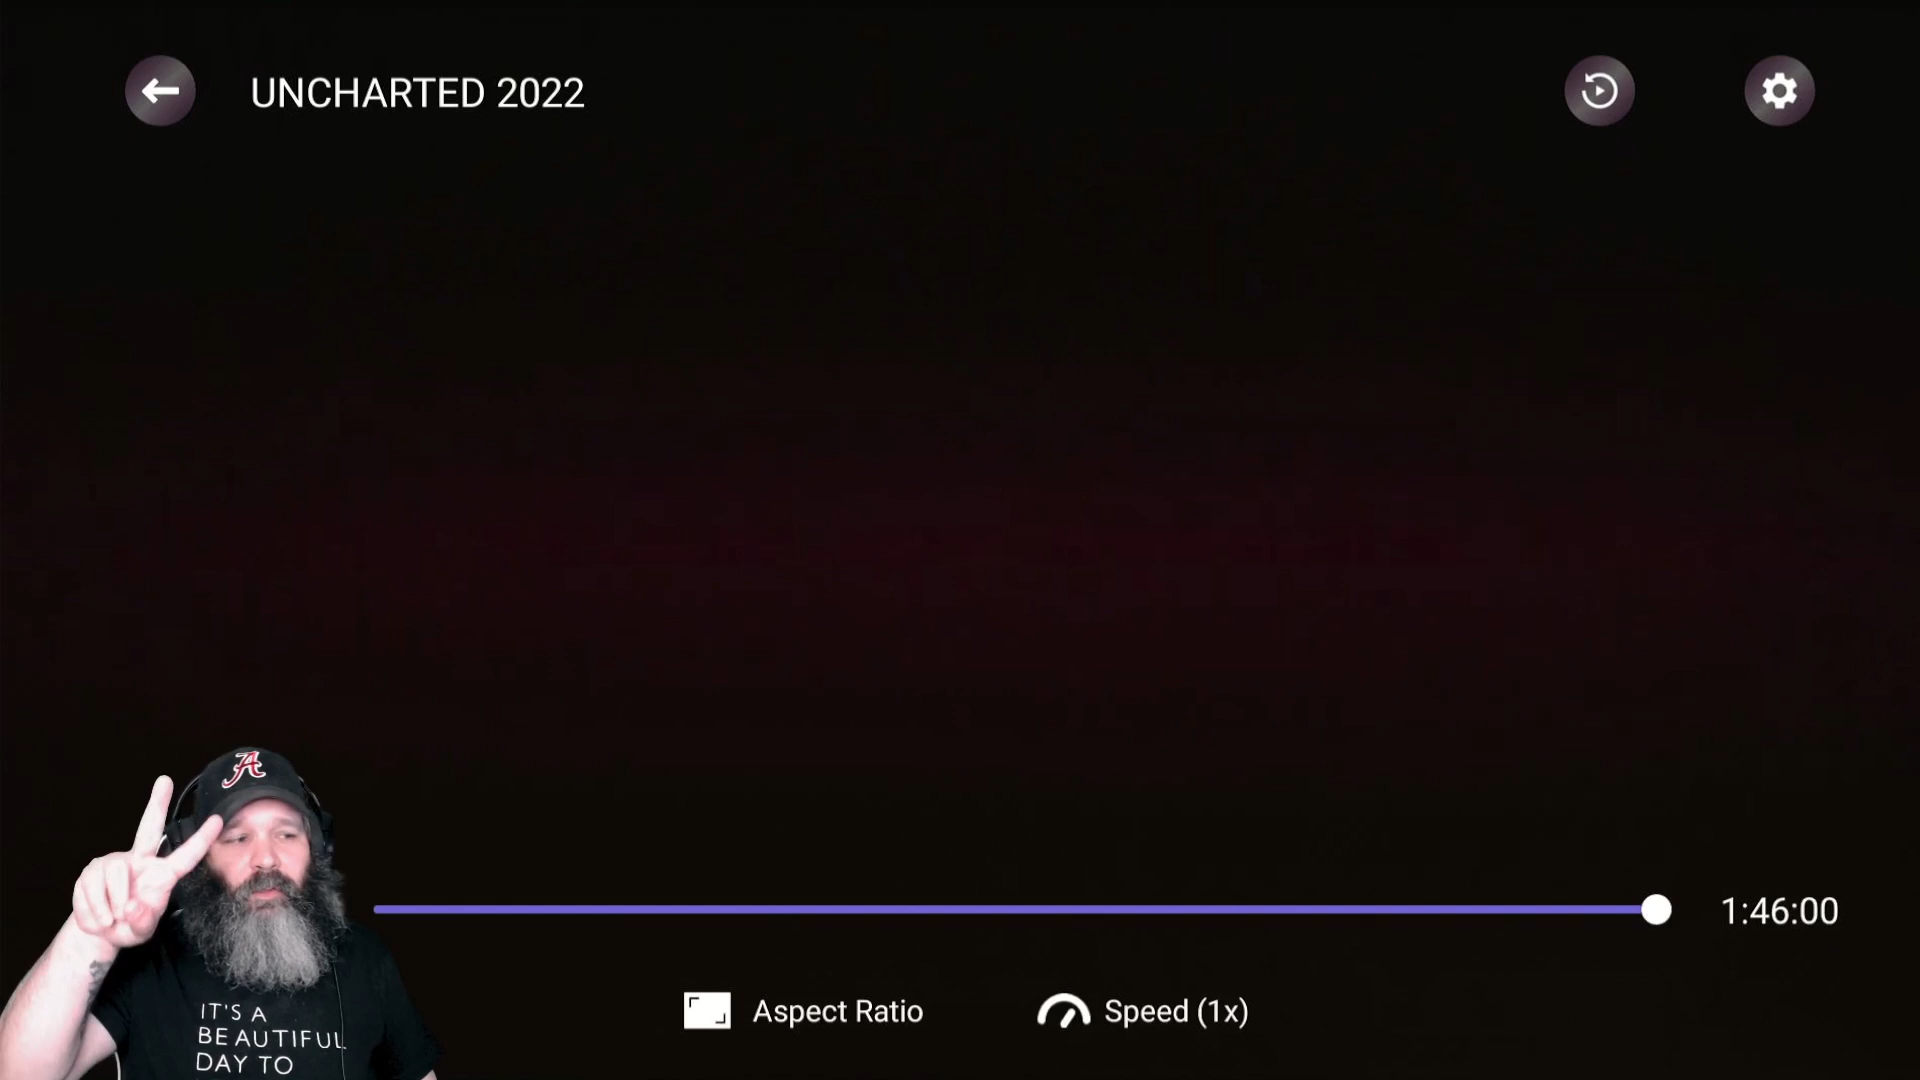 UNCHARTED 2022
1:46:00
Aspect Ratio
Speed (1x)
A
IT'S A
BEAUTIFUL
DAY TO